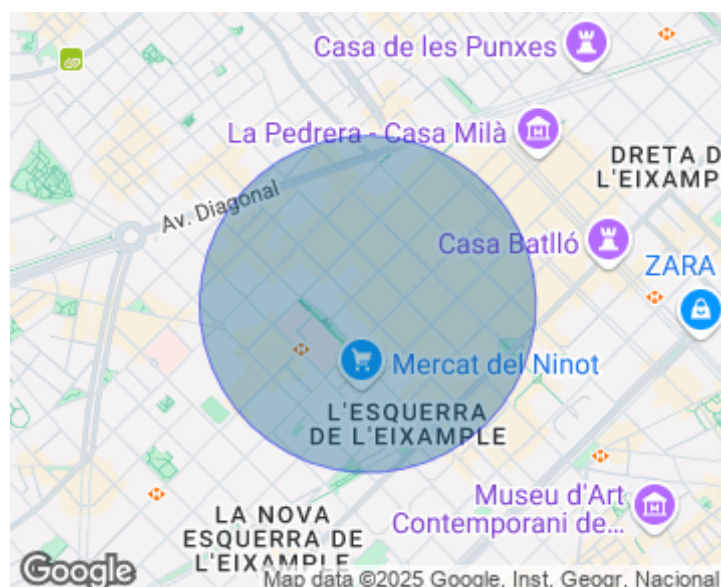 Casa de les Punxes
La Pedrera - Casa Milà
DRETA D
L'EIXAMP
Av. Diagonal
Casa Batlló
ZARA
Mercat del Ninot
L'ESQUERRA
DE L'EIXAMPLE
Museu d'Art
Contemporani de...
LA NOVA
ESQUERRA DE
L'EIXAMPLE
Google
Map data ©2025 Google, Inst. Geogr. Nacional